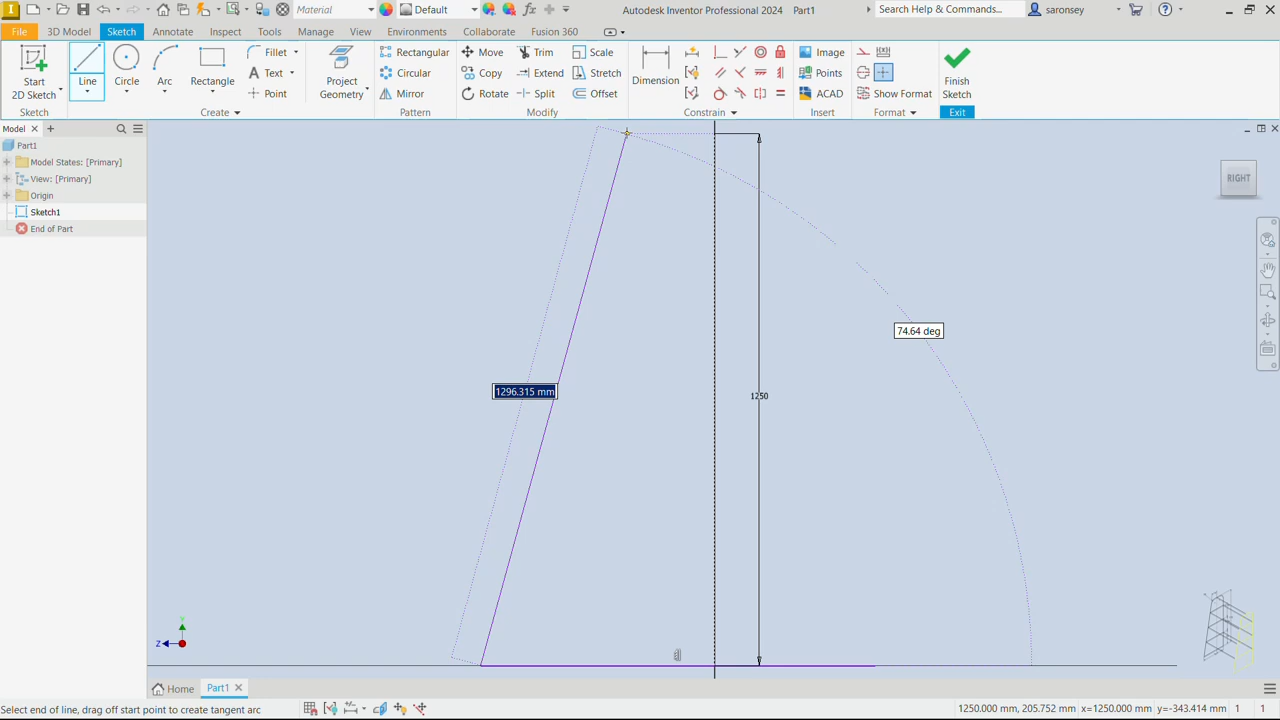 Material
Default
Autodesk Inventor Professional 2024 Part1
Search Help & Commands...
saronsey
File
3D Model
Sketch
Annotate
Inspect
Tools
Manage
View
Environments
Collaborate
Fusion 360
Start
2D Sketch
Line
Circle
Arc
Rectangle
Fillet
Text
Point
Project
Geometry
Rectangular
Circular
Mirror
Move
Copy
Rotate
Trim
Extend
Split
Scale
Stretch
Offset
Dimension
Image
Points
ACAD
Show Format
Finish
Sketch
Sketch
Create
Pattern
Modify
Constrain
Insert
Format
Exit
Model
Part1
Model States: [Primary]
View: [Primary]
Origin
Sketch1
End of Part
RIGHT
74.64 deg
1296.315 mm
1250
Y
Z
Home
Part1
Select end of line, drag off start point to create tangent arc
1250.000 mm, 205.752 mm x=1250.000 mm y=-343.414 mm 1 1